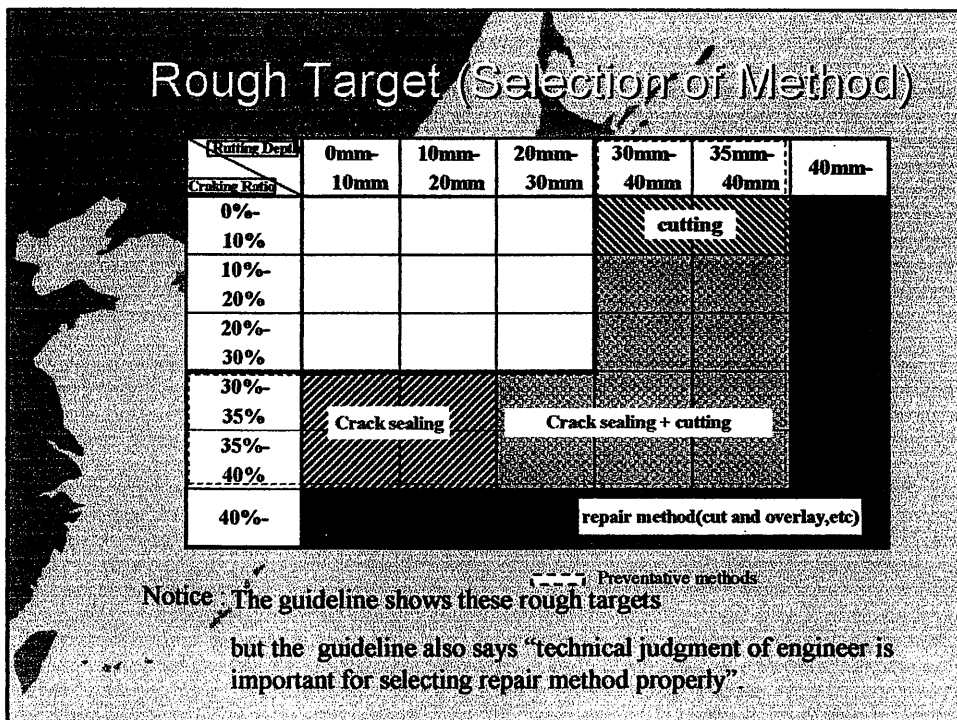 Rough Target (Selection of Method)
Rutting Dept
Craking Ratio
0mm- 10mm- 20mm- 30mm- 35mm- 40mm-
10mm 20mm 30mm 40mm 40mm
0%-
10%
cutting
10%-
20%
20%-
30%
30%-
35%
35%-
40%
Crack sealing
Crack sealing + cutting
40%-
repair method(cut and overlay,etc)
Preventative methods
Notice The guideline shows these rough targets
but the guideline also says "technical judgment of engineer is
important for selecting repair method properly".